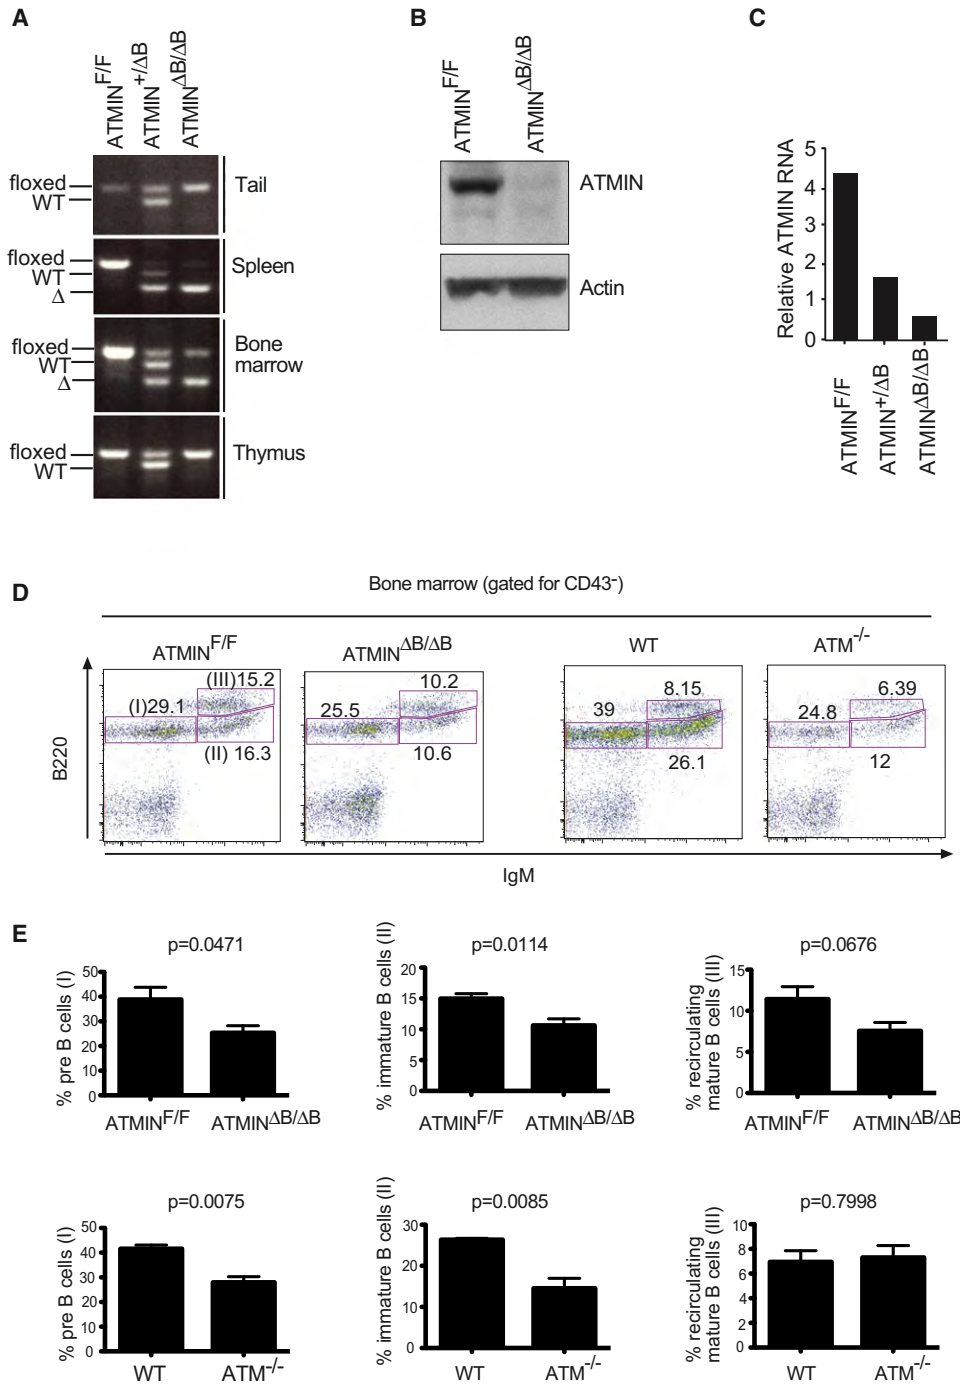 A
ATMIN^F/F
ATMIN^+/ΔB
ATMIN^ΔB/ΔB
floxed
WT
Tail
floxed
WT
Δ
Spleen
floxed
WT
Δ
Bone
marrow
floxed
WT
Thymus
B
ATMIN^F/F
ATMIN^ΔB/ΔB
ATMIN
Actin
C
Relative ATMIN RNA
5
4
3
2
1
0
ATMIN^F/F
ATMIN^+/ΔB
ATMIN^ΔB/ΔB
D
Bone marrow (gated for CD43⁻)
ATMIN^F/F
ATMIN^ΔB/ΔB
WT
ATM^-/-
(III)15.2
(I)29.1
(II) 16.3
10.2
25.5
10.6
8.15
39
26.1
6.39
24.8
12
B220
IgM
E
p=0.0471
% pre B cells (I)
50
40
30
20
10
0
ATMIN^F/F
ATMIN^ΔB/ΔB
p=0.0114
% immature B cells (II)
20
15
10
5
0
ATMIN^F/F
ATMIN^ΔB/ΔB
p=0.0676
% recirculating
mature B cells (III)
15
10
5
0
ATMIN^F/F
ATMIN^ΔB/ΔB
p=0.0075
% pre B cells (I)
50
40
30
20
10
0
WT
ATM^-/-
p=0.0085
% immature B cells (II)
30
20
10
0
WT
ATM^-/-
p=0.7998
% recirculating
mature B cells (III)
10
8
6
4
2
0
WT
ATM^-/-